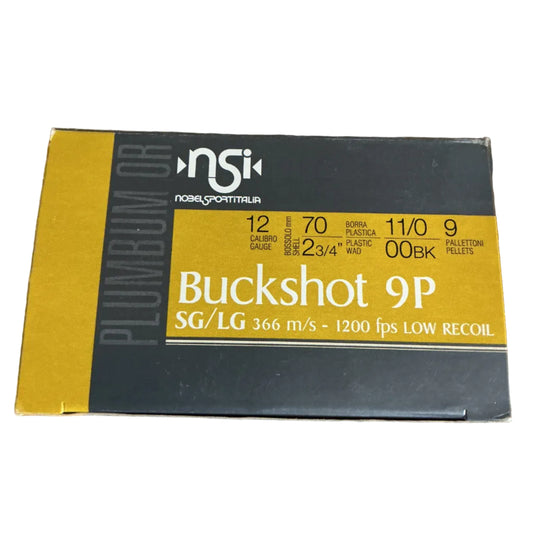 PLUMBUM OR
nsi
NOBELSPORTITALIA
12 CALIBRO GAUGE
BOSSOLO mm SHELL 70 2 3/4"
BORRA PLASTICA PLASTIC WAD 11/0 00BK
9 PALLETTONI PELLETS
Buckshot 9P
SG/LG 366 m/s - 1200 fps LOW RECOIL